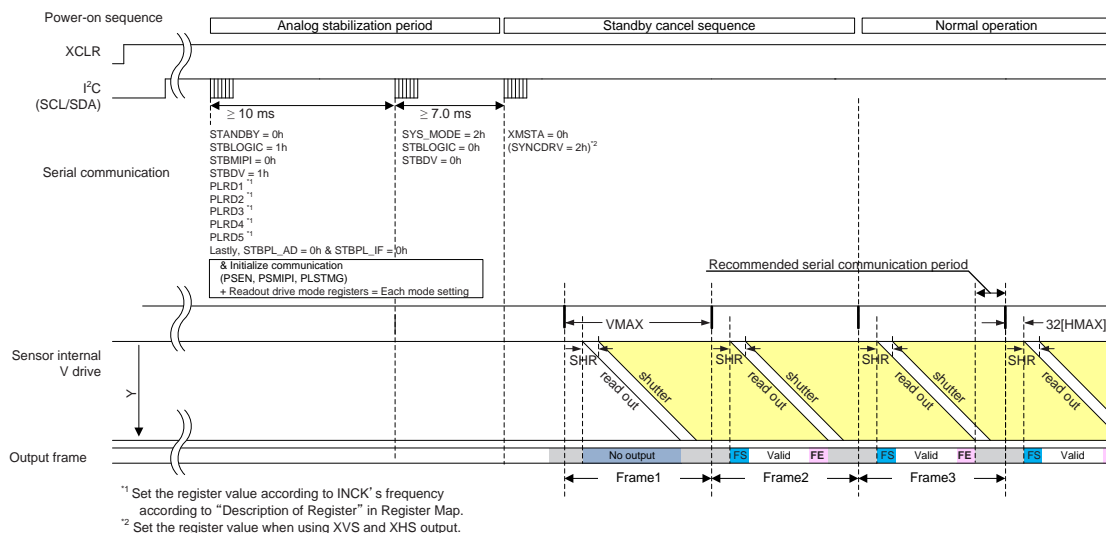 Power-on sequence
Analog stabilization period
Standby cancel sequence
Normal operation
XCLR
I²C
(SCL/SDA)
≥ 10 ms
≥ 7.0 ms
Serial communication
STANDBY = 0h
STBLOGIC = 1h
STBMIPI = 0h
STBDV = 1h
PLRD1 *1
PLRD2 *1
PLRD3 *1
PLRD4 *1
PLRD5 *1
Lastly, STBPL_AD = 0h & STBPL_IF = 0h
& Initialize communication
(PSEN, PSMIPI, PLSTMG)
+ Readout drive mode registers = Each mode setting
SYS_MODE = 2h
STBLOGIC = 0h
STBDV = 0h
XMSTA = 0h
(SYNCDRV = 2h)*2
Recommended serial communication period
VMAX
32[HMAX]
Sensor internal
V drive
Y
SHR
read out
shutter
SHR
read out
shutter
SHR
read out
shutter
SHR
read out
Output frame
No output
FS
Valid
FE
FS
Valid
FE
FS
Valid
Frame1
Frame2
Frame3
*1 Set the register value according to INCK's frequency
according to "Description of Register" in Register Map.
*2 Set the register value when using XVS and XHS output.